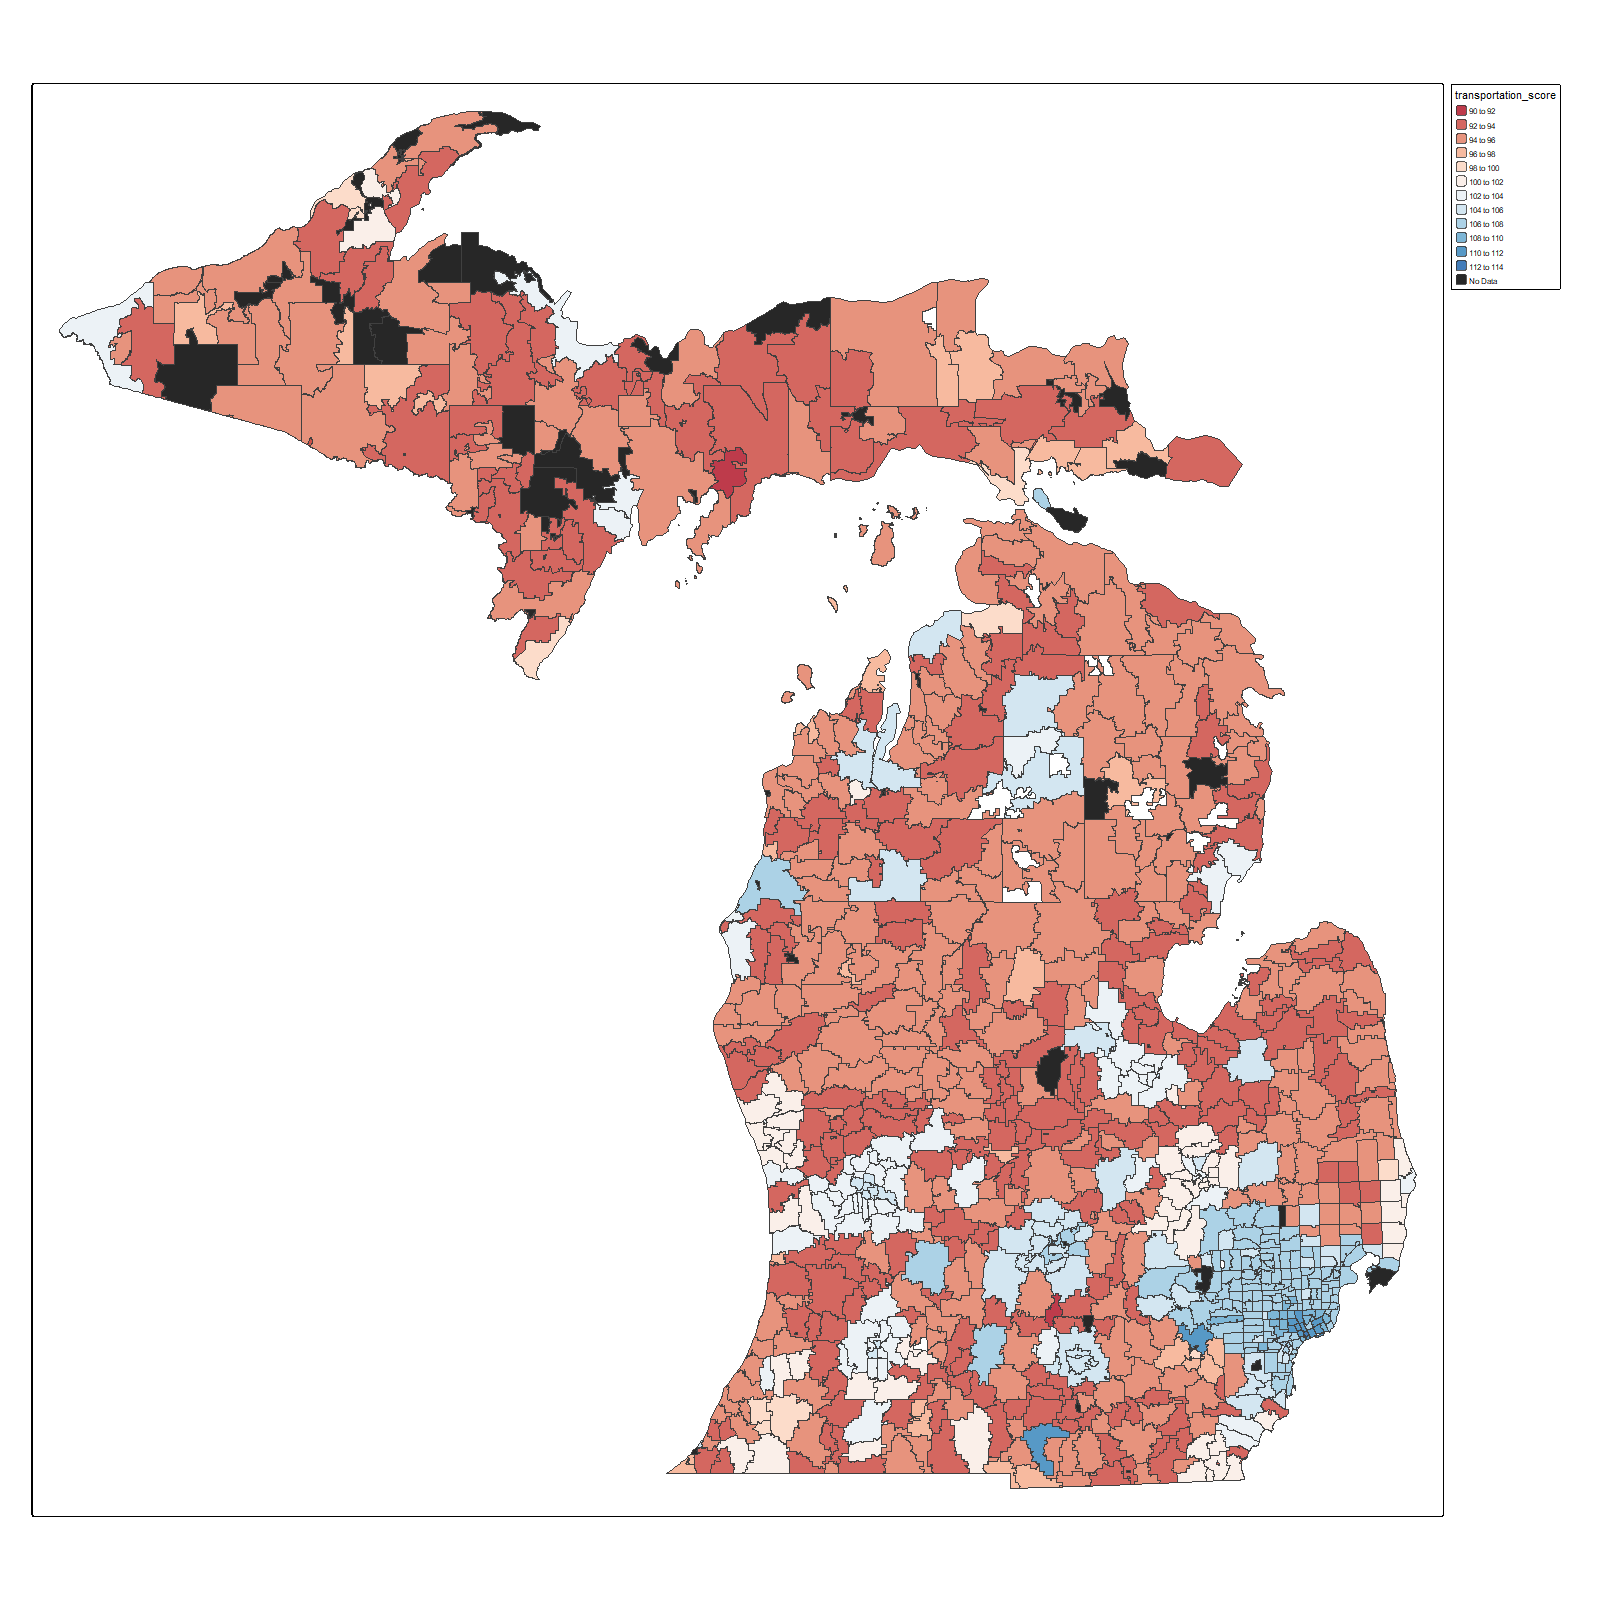 transportation_score
90 to 92
92 to 94
94 to 96
96 to 98
98 to 100
100 to 102
102 to 104
104 to 106
106 to 108
108 to 110
110 to 112
112 to 114
No Data